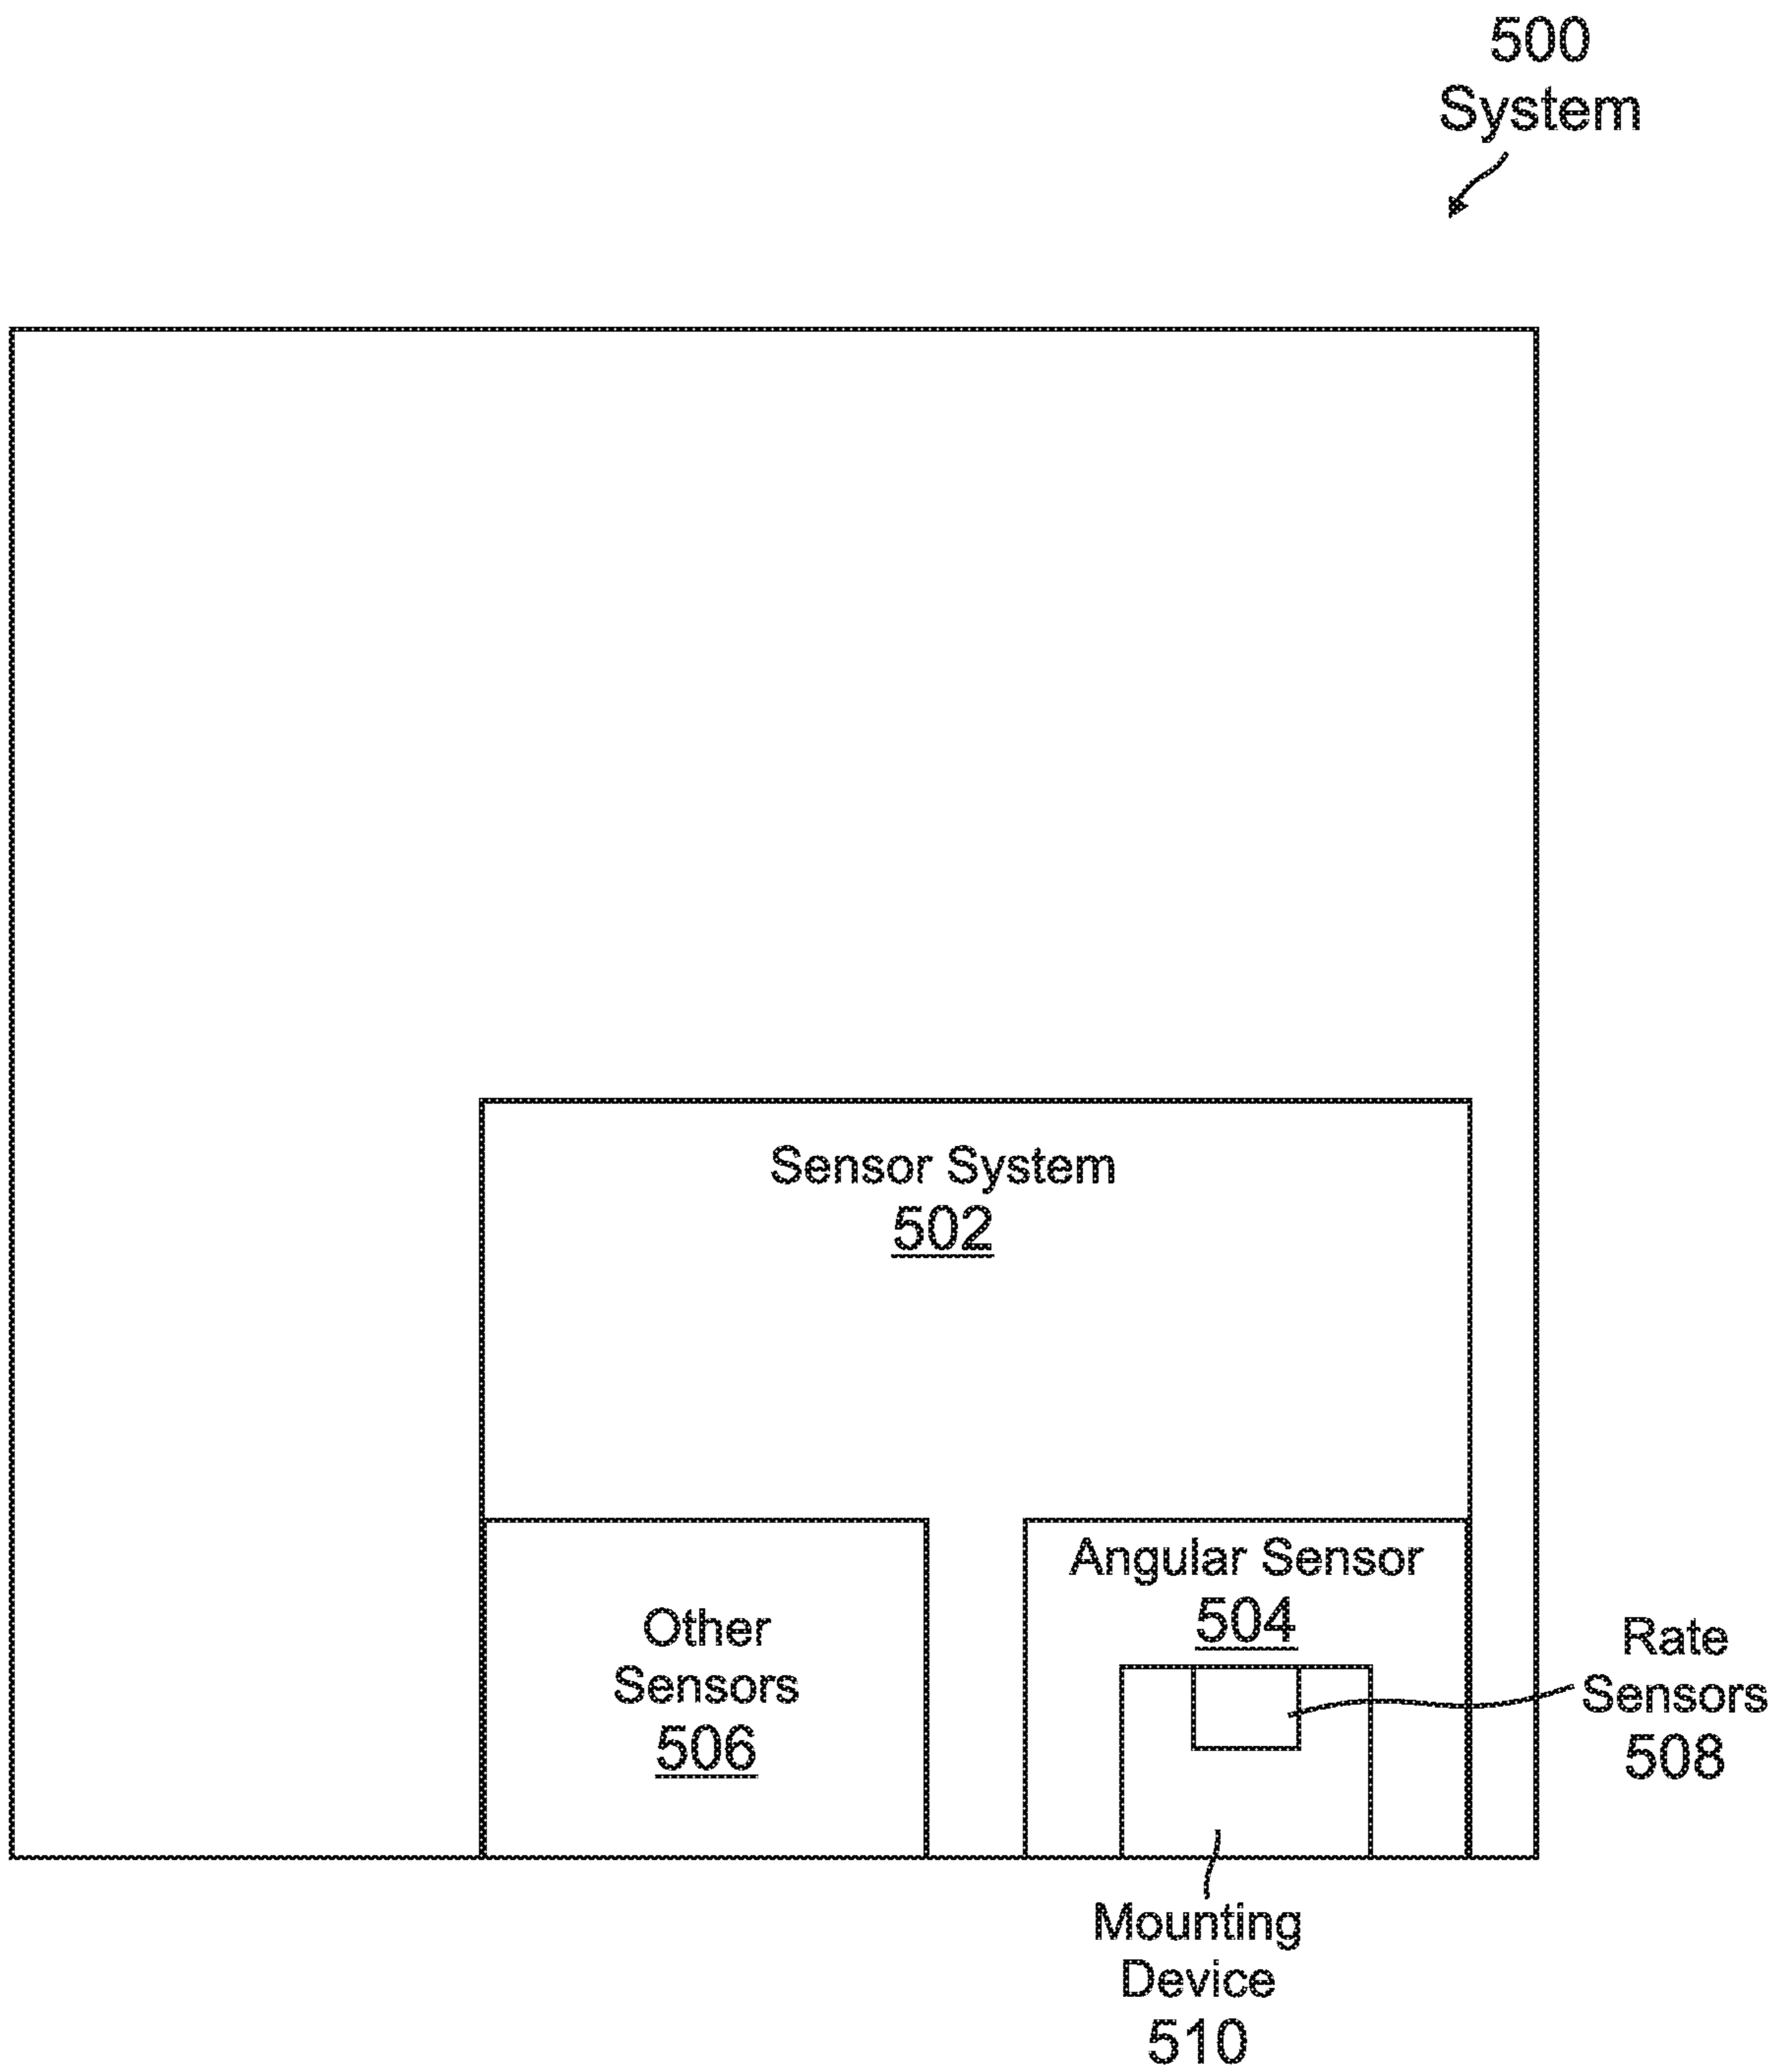 500
System
Sensor System
502
Other
Sensors
506
Angular Sensor
504
Rate
Sensors
508
Mounting
Device
510